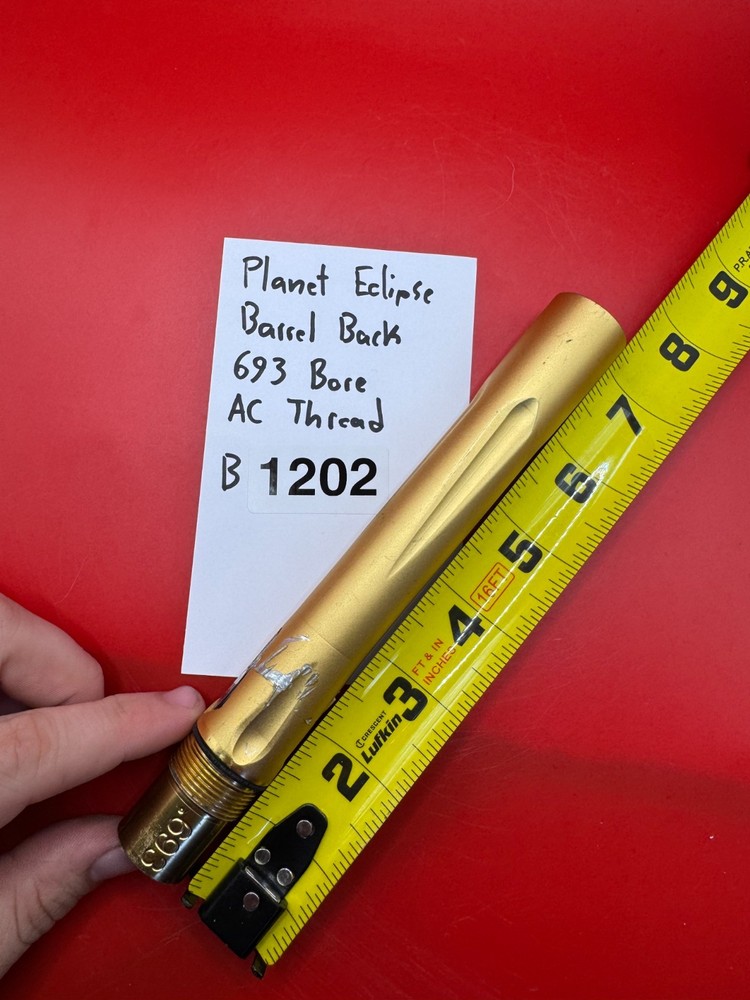 Planet Eclipse
Barrel Back
693 Bore
AC Thread
B 1202
.693
2 3 4 5 6 7 8 9
CRESCENT
Lufkin
FT & IN
INCHES
16FT